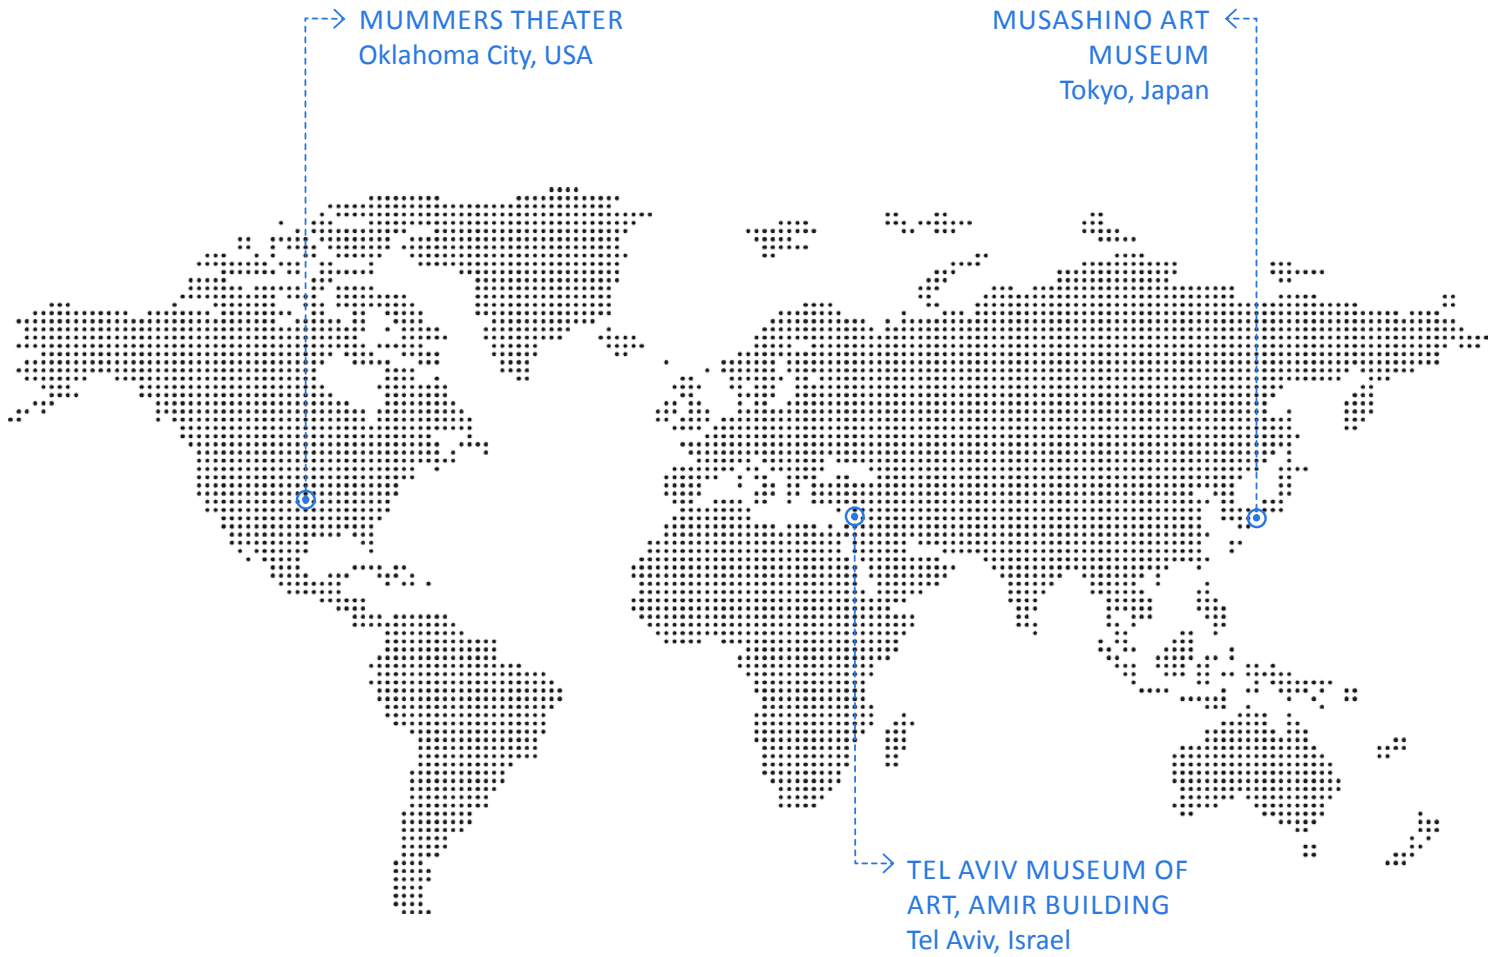 MUMMERS THEATER
Oklahoma City, USA
MUSASHINO ART
MUSEUM
Tokyo, Japan
TEL AVIV MUSEUM OF
ART, AMIR BUILDING
Tel Aviv, Israel